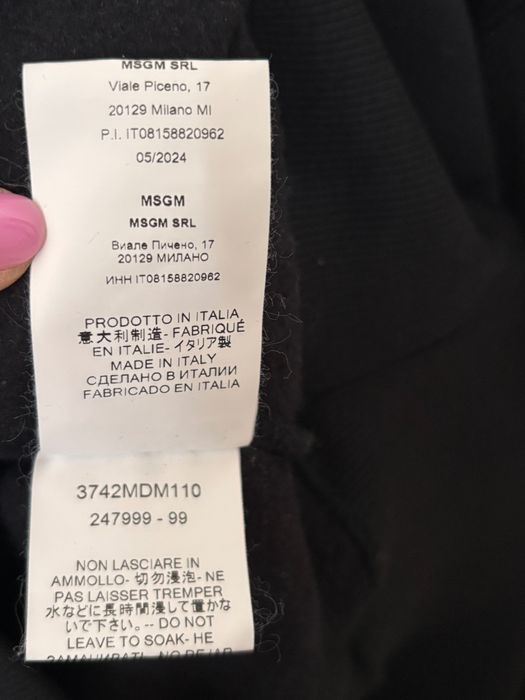 MSGM SRL
Viale Piceno, 17
20129 Milano MI
P.I. IT08158820962
05/2024
MSGM
MSGM SRL
Виале Пичено, 17
20129 МИЛАНО
ИНН IT08158820962
PRODOTTO IN ITALIA
意大利制造- FABRIQUÉ
EN ITALIE- イタリア製
MADE IN ITALY
СДЕЛАНО В ИТАЛИИ
FABRICADO EN ITALIA
3742MDM110
247999 - 99
NON LASCIARE IN
AMMOLLO- 切勿浸泡- NE
PAS LAISSER TREMPER
水などに長時間浸して置かな
いで下さい。-- DO NOT
LEAVE TO SOAK- НЕ
ЗАМАЧИВАТЬ- NO DEJAR